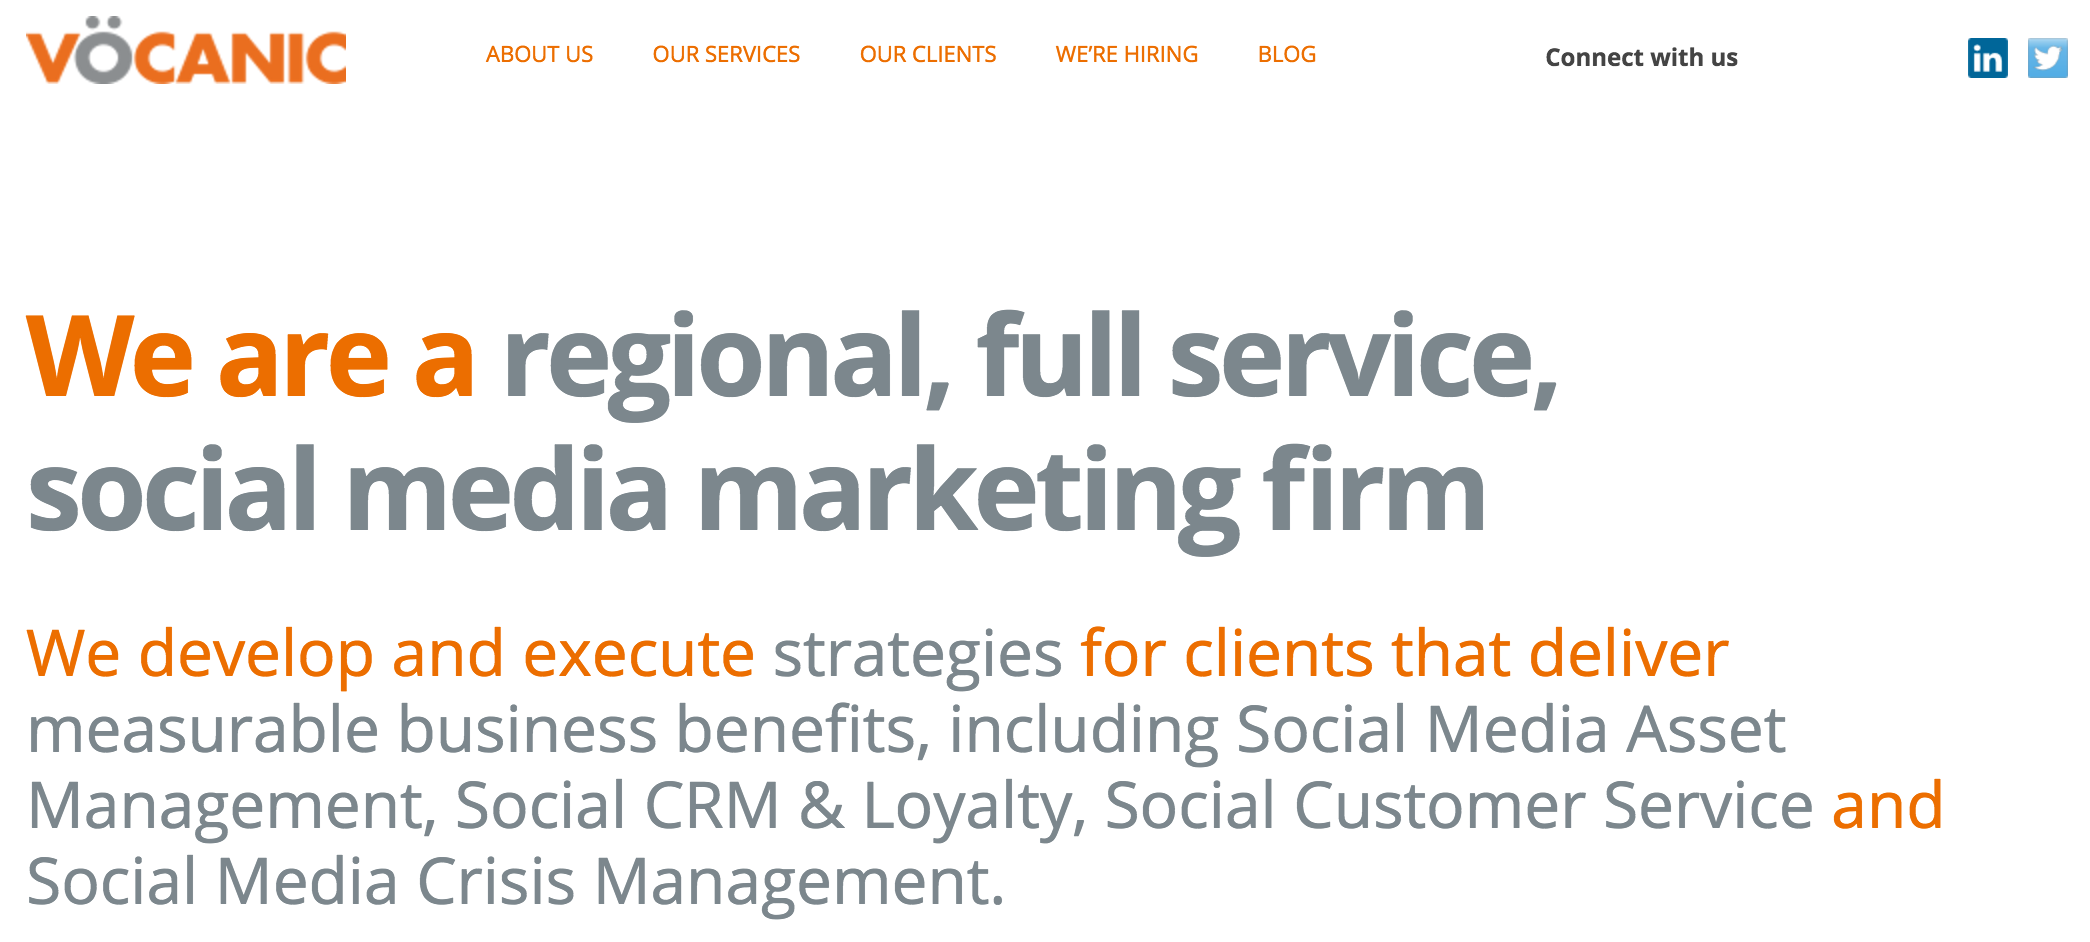 VÖCANIC
ABOUT US
OUR SERVICES
OUR CLIENTS
WE’RE HIRING
BLOG
Connect with us
in
We are a regional, full service,
social media marketing firm
We develop and execute strategies for clients that deliver
measurable business benefits, including Social Media Asset
Management, Social CRM & Loyalty, Social Customer Service and
Social Media Crisis Management.